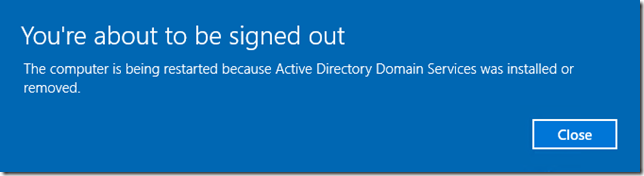 You're about to be signed out
The computer is being restarted because Active Directory Domain Services was installed or
removed.
Close